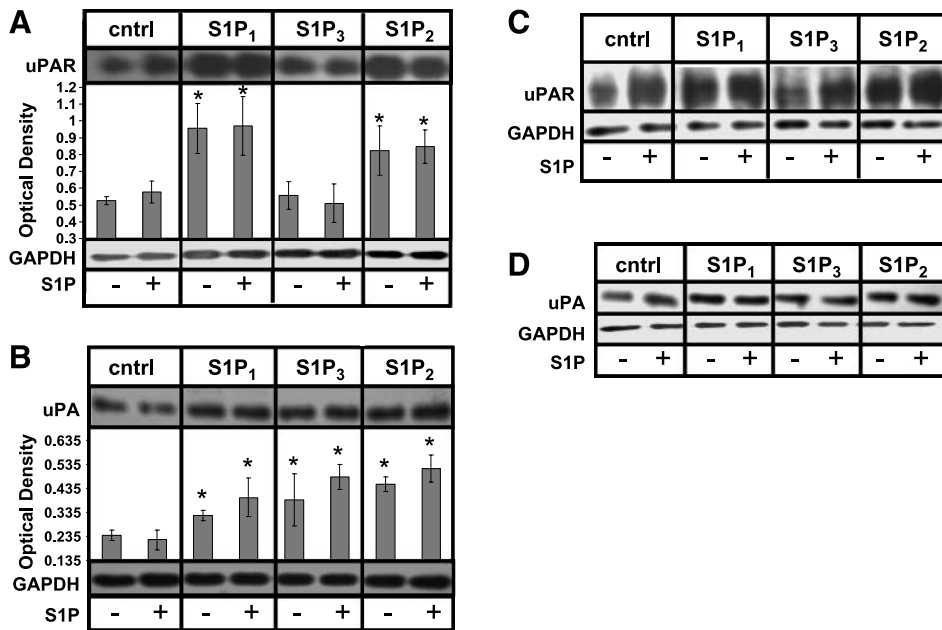 A
cntrl S1P1 S1P3 S1P2
uPAR
* * * *
Optical Density
1.2
1.1
1
0.9
0.8
0.7
0.6
0.5
0.4
0.3
GAPDH
S1P - + - + - + - +
B
cntrl S1P1 S1P3 S1P2
uPA
* * * * * *
Optical Density
0.635
0.535
0.435
0.335
0.235
0.135
GAPDH
S1P - + - + - + - +
C
cntrl S1P1 S1P3 S1P2
uPAR
GAPDH
- + - + - + - +
S1P
D
cntrl S1P1 S1P3 S1P2
uPA
GAPDH
S1P - + - + - + - +